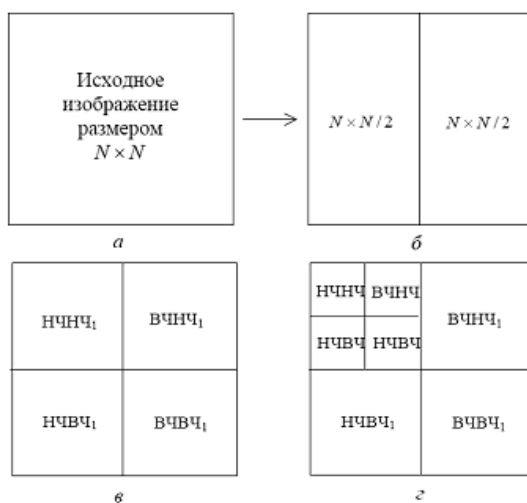 Исходное
изображение
размером
N × N
N × N / 2
N × N / 2
а
б
НЧНЧ₁
ВЧНЧ₁
НЧВЧ₁
ВЧВЧ₁
НЧНЧ
ВЧНЧ
НЧВЧ
НЧВЧ
ВЧНЧ₁
НЧВЧ₁
ВЧВЧ₁
в
г